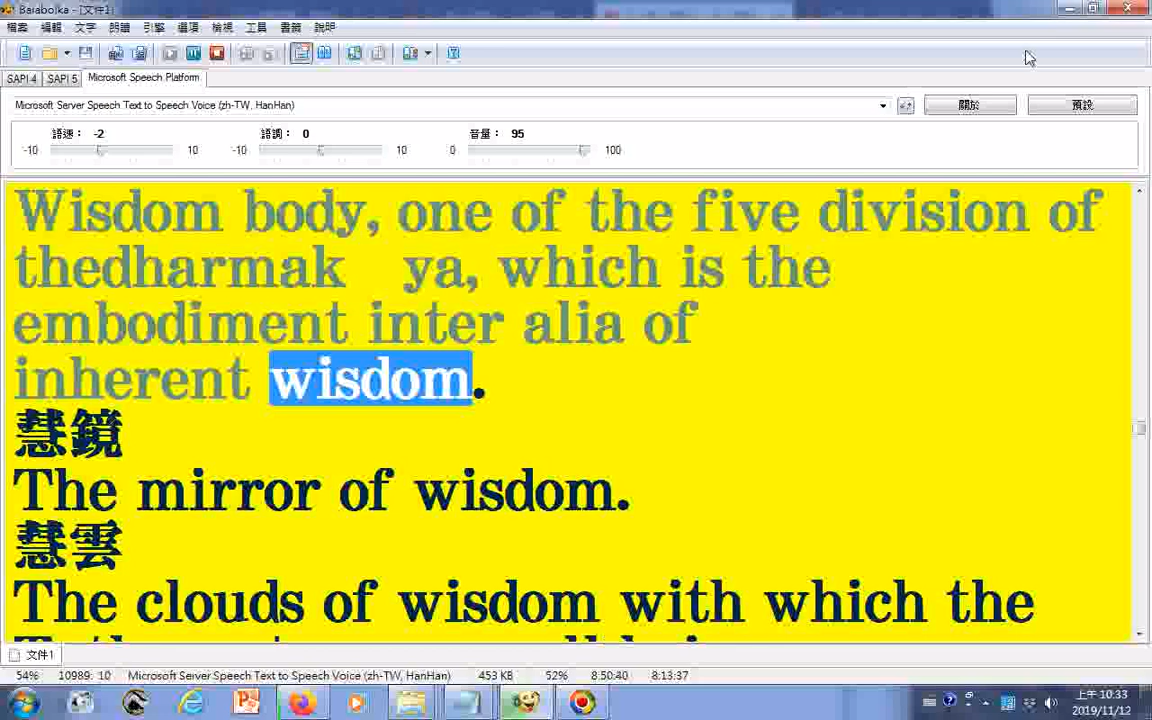 Balabolka - [文件1]
檔案 編輯 文字 朗讀 引擎 選項 檢視 工具 書籤 說明
SAPI 4 SAPI 5 Microsoft Speech Platform
Microsoft Server Speech Text to Speech Voice (zh-TW, HanHan) 關於 預設
語速： -2 語調： 0 音量： 95
-10 10 -10 10 0 100
Wisdom body, one of the five division of
thedharmak ya, which is the
embodiment inter alia of
inherent wisdom.
慧鏡
The mirror of wisdom.
慧雲
The clouds of wisdom with which the
文件1
54% 10989: 10 Microsoft Server Speech Text to Speech Voice (zh-TW, HanHan) 453 KB 52% 8:50:40 8:13:37
上午 10:33
2019/11/12